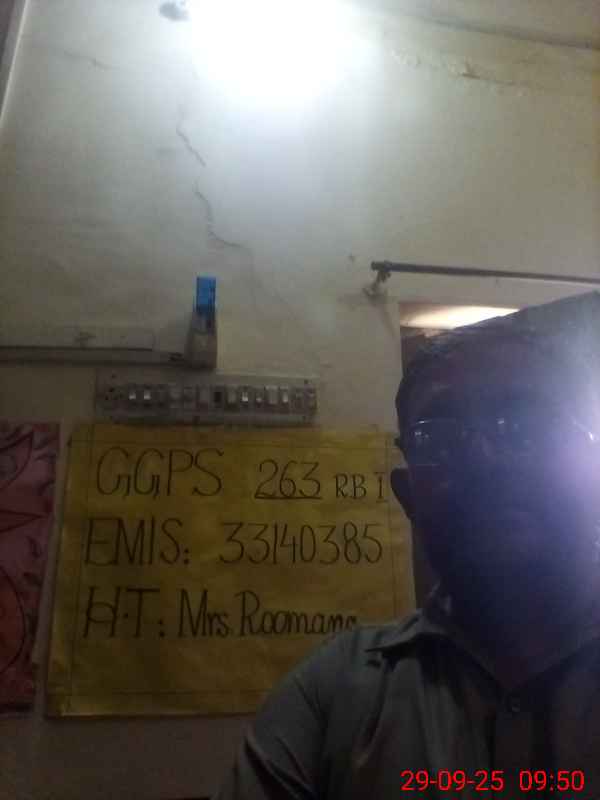 GGPS 263 RB I
EMIS: 33140385
H.T: Mrs. Roomana
29-09-25 09:50